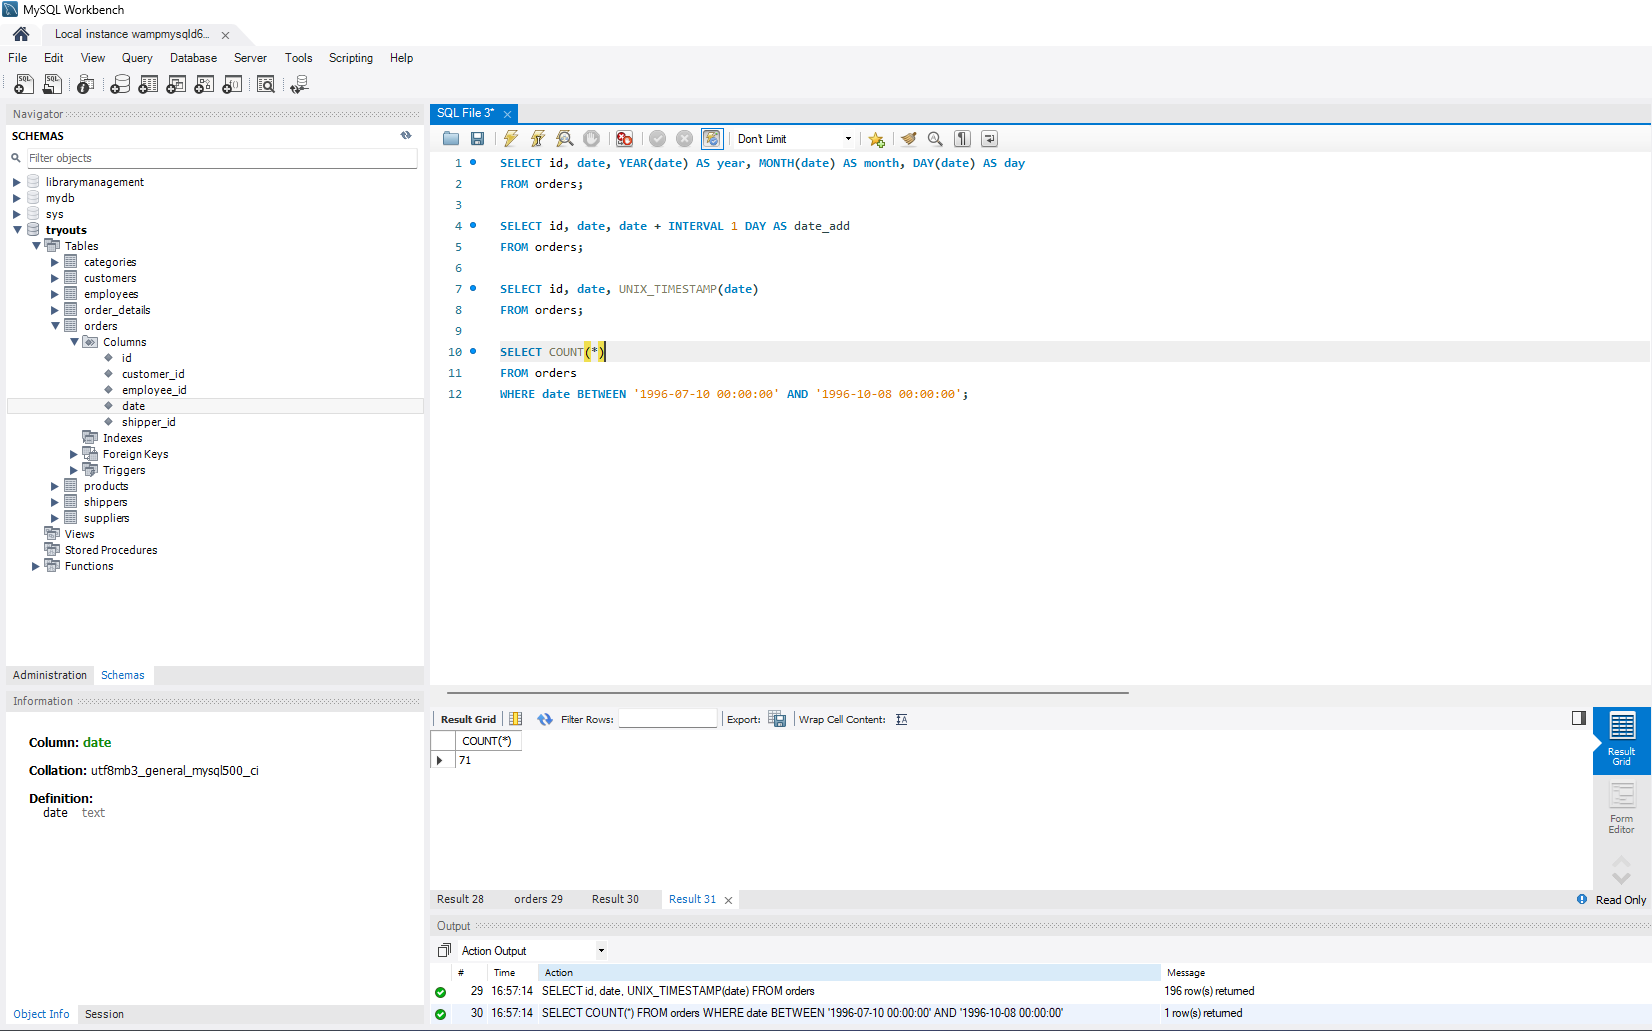 MySQL Workbench
Local instance wampmysqld6...
File Edit View Query Database Server Tools Scripting Help
Navigator
SCHEMAS
Filter objects
librarymanagement
mydb
sys
tryouts
Tables
categories
customers
employees
order_details
orders
Columns
id
customer_id
employee_id
date
shipper_id
Indexes
Foreign Keys
Triggers
products
shippers
suppliers
Views
Stored Procedures
Functions
Administration Schemas
Information
Column: date
Collation: utf8mb3_general_mysql500_ci
Definition:
date text
Object Info Session
SQL File 3*
Don't Limit
1 SELECT id, date, YEAR(date) AS year, MONTH(date) AS month, DAY(date) AS day
2 FROM orders;
3
4 SELECT id, date, date + INTERVAL 1 DAY AS date_add
5 FROM orders;
6
7 SELECT id, date, UNIX_TIMESTAMP(date)
8 FROM orders;
9
10 SELECT COUNT(*)
11 FROM orders
12 WHERE date BETWEEN '1996-07-10 00:00:00' AND '1996-10-08 00:00:00';
Result Grid Filter Rows: Export: Wrap Cell Content:
COUNT(*)
71
Result
Grid
Form
Editor
Result 28 orders 29 Result 30 Result 31 Read Only
Output
Action Output
# Time Action Message
29 16:57:14 SELECT id, date, UNIX_TIMESTAMP(date) FROM orders 196 row(s) returned
30 16:57:14 SELECT COUNT(*) FROM orders WHERE date BETWEEN '1996-07-10 00:00:00' AND '1996-10-08 00:00:00' 1 row(s) returned